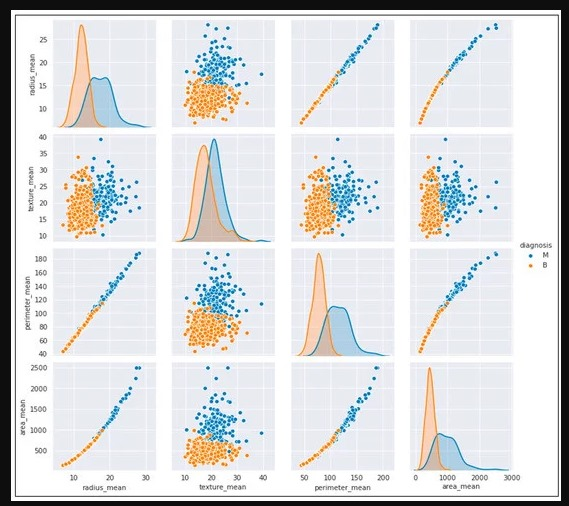 radius_mean
25
20
15
10
texture_mean
40
35
30
25
20
15
10
diagnosis
M
B
perimeter_mean
180
160
140
120
100
80
60
40
area_mean
2500
2000
1500
1000
500
10 20 30
10 20 30 40
50 100 150 200
0 1000 2000 3000
radius_mean texture_mean perimeter_mean area_mean